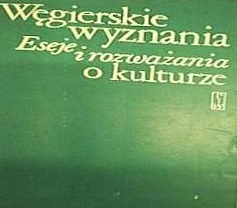 Węgierskie
wyznania
Eseje i rozważania
o kulturze